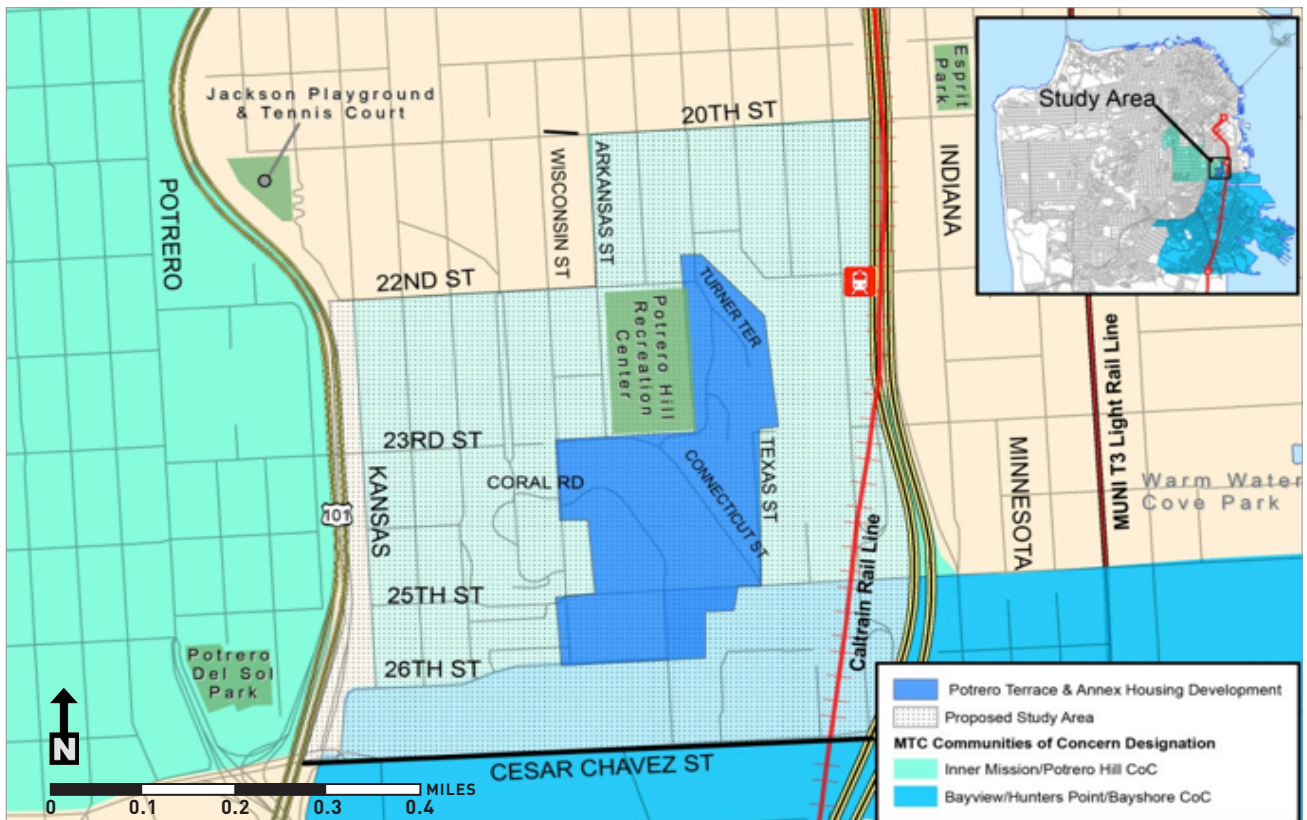 Jackson Playground
& Tennis Court
20TH ST
Esprit
Park
Study Area
POTRERO
WISCONSIN ST
ARKANSAS ST
INDIANA
22ND ST
TURNER TER
Potrero Hill
Recreation
Center
MUNI T3 Light Rail Line
23RD ST
KANSAS
CORAL RD
CONNECTICUT ST
TEXAS ST
MINNESOTA
Warm Water
Cove Park
101
25TH ST
Caltrain Rail Line
Potrero
Del Sol
Park
26TH ST
N
CESAR CHAVEZ ST
MILES
0 0.1 0.2 0.3 0.4
Potrero Terrace & Annex Housing Development
Proposed Study Area
MTC Communities of Concern Designation
Inner Mission/Potrero Hill CoC
Bayview/Hunters Point/Bayshore CoC